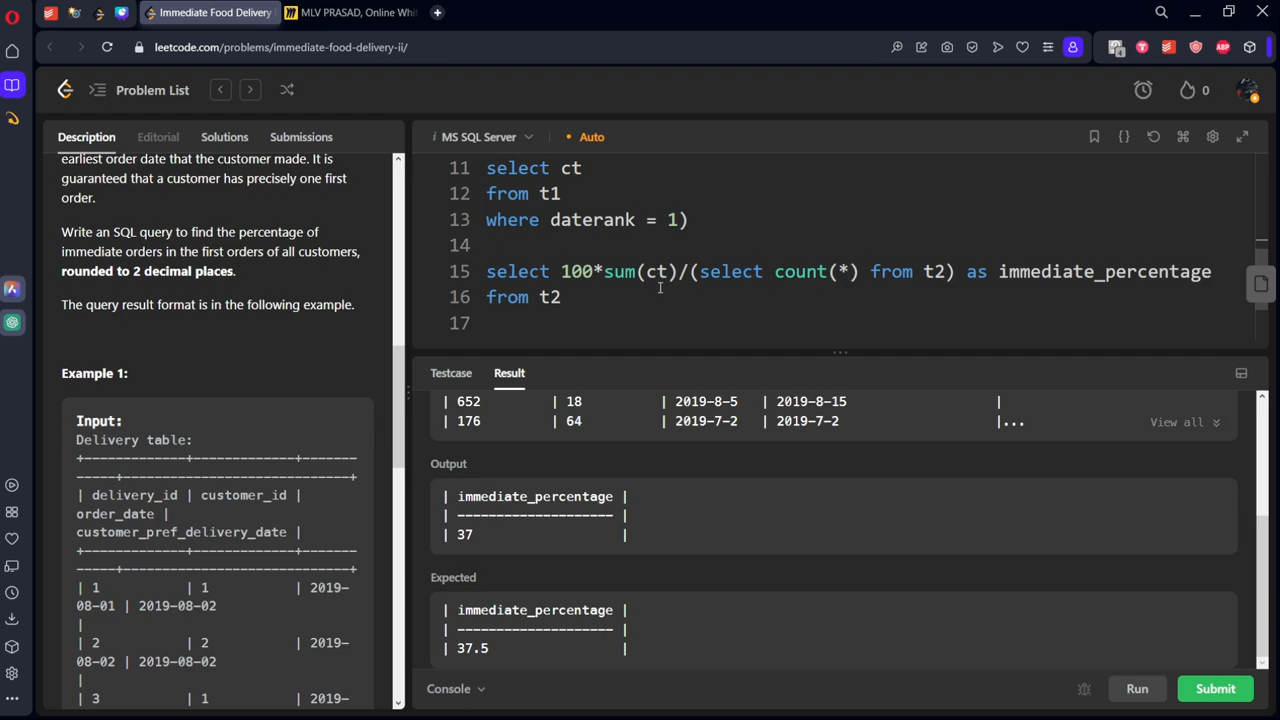 Immediate Food Delivery
MLV PRASAD, Online Whit
leetcode.com/problems/immediate-food-delivery-ii/
4
ABP
Problem List
0
Description
Editorial
Solutions
Submissions
earliest order date that the customer made. It is
guaranteed that a customer has precisely one first
order.
Write an SQL query to find the percentage of
immediate orders in the first orders of all customers,
rounded to 2 decimal places.
The query result format is in the following example.
Example 1:
Input:
Delivery table:
+-------------+-------------+-------
-----+-----------------------------+
| delivery_id | customer_id |
order_date |
customer_pref_delivery_date |
+-------------+-------------+-------
-----+-----------------------------+
| 1           | 1           | 2019-
08-01 | 2019-08-02
|
| 2           | 2           | 2019-
08-02 | 2019-08-02
|
| 3           | 1           | 2019-
i MS SQL Server
• Auto
11 select ct
12 from t1
13 where daterank = 1)
14
15 select 100*sum(ct)/(select count(*) from t2) as immediate_percentage
16 from t2
17
Testcase
Result
| 652         | 18          | 2019-8-5   | 2019-8-15                   |
| 176         | 64          | 2019-7-2   | 2019-7-2                    |...
View all
Output
| immediate_percentage |
| -------------------- |
| 37                   |
Expected
| immediate_percentage |
| -------------------- |
| 37.5                 |
Console
Run
Submit